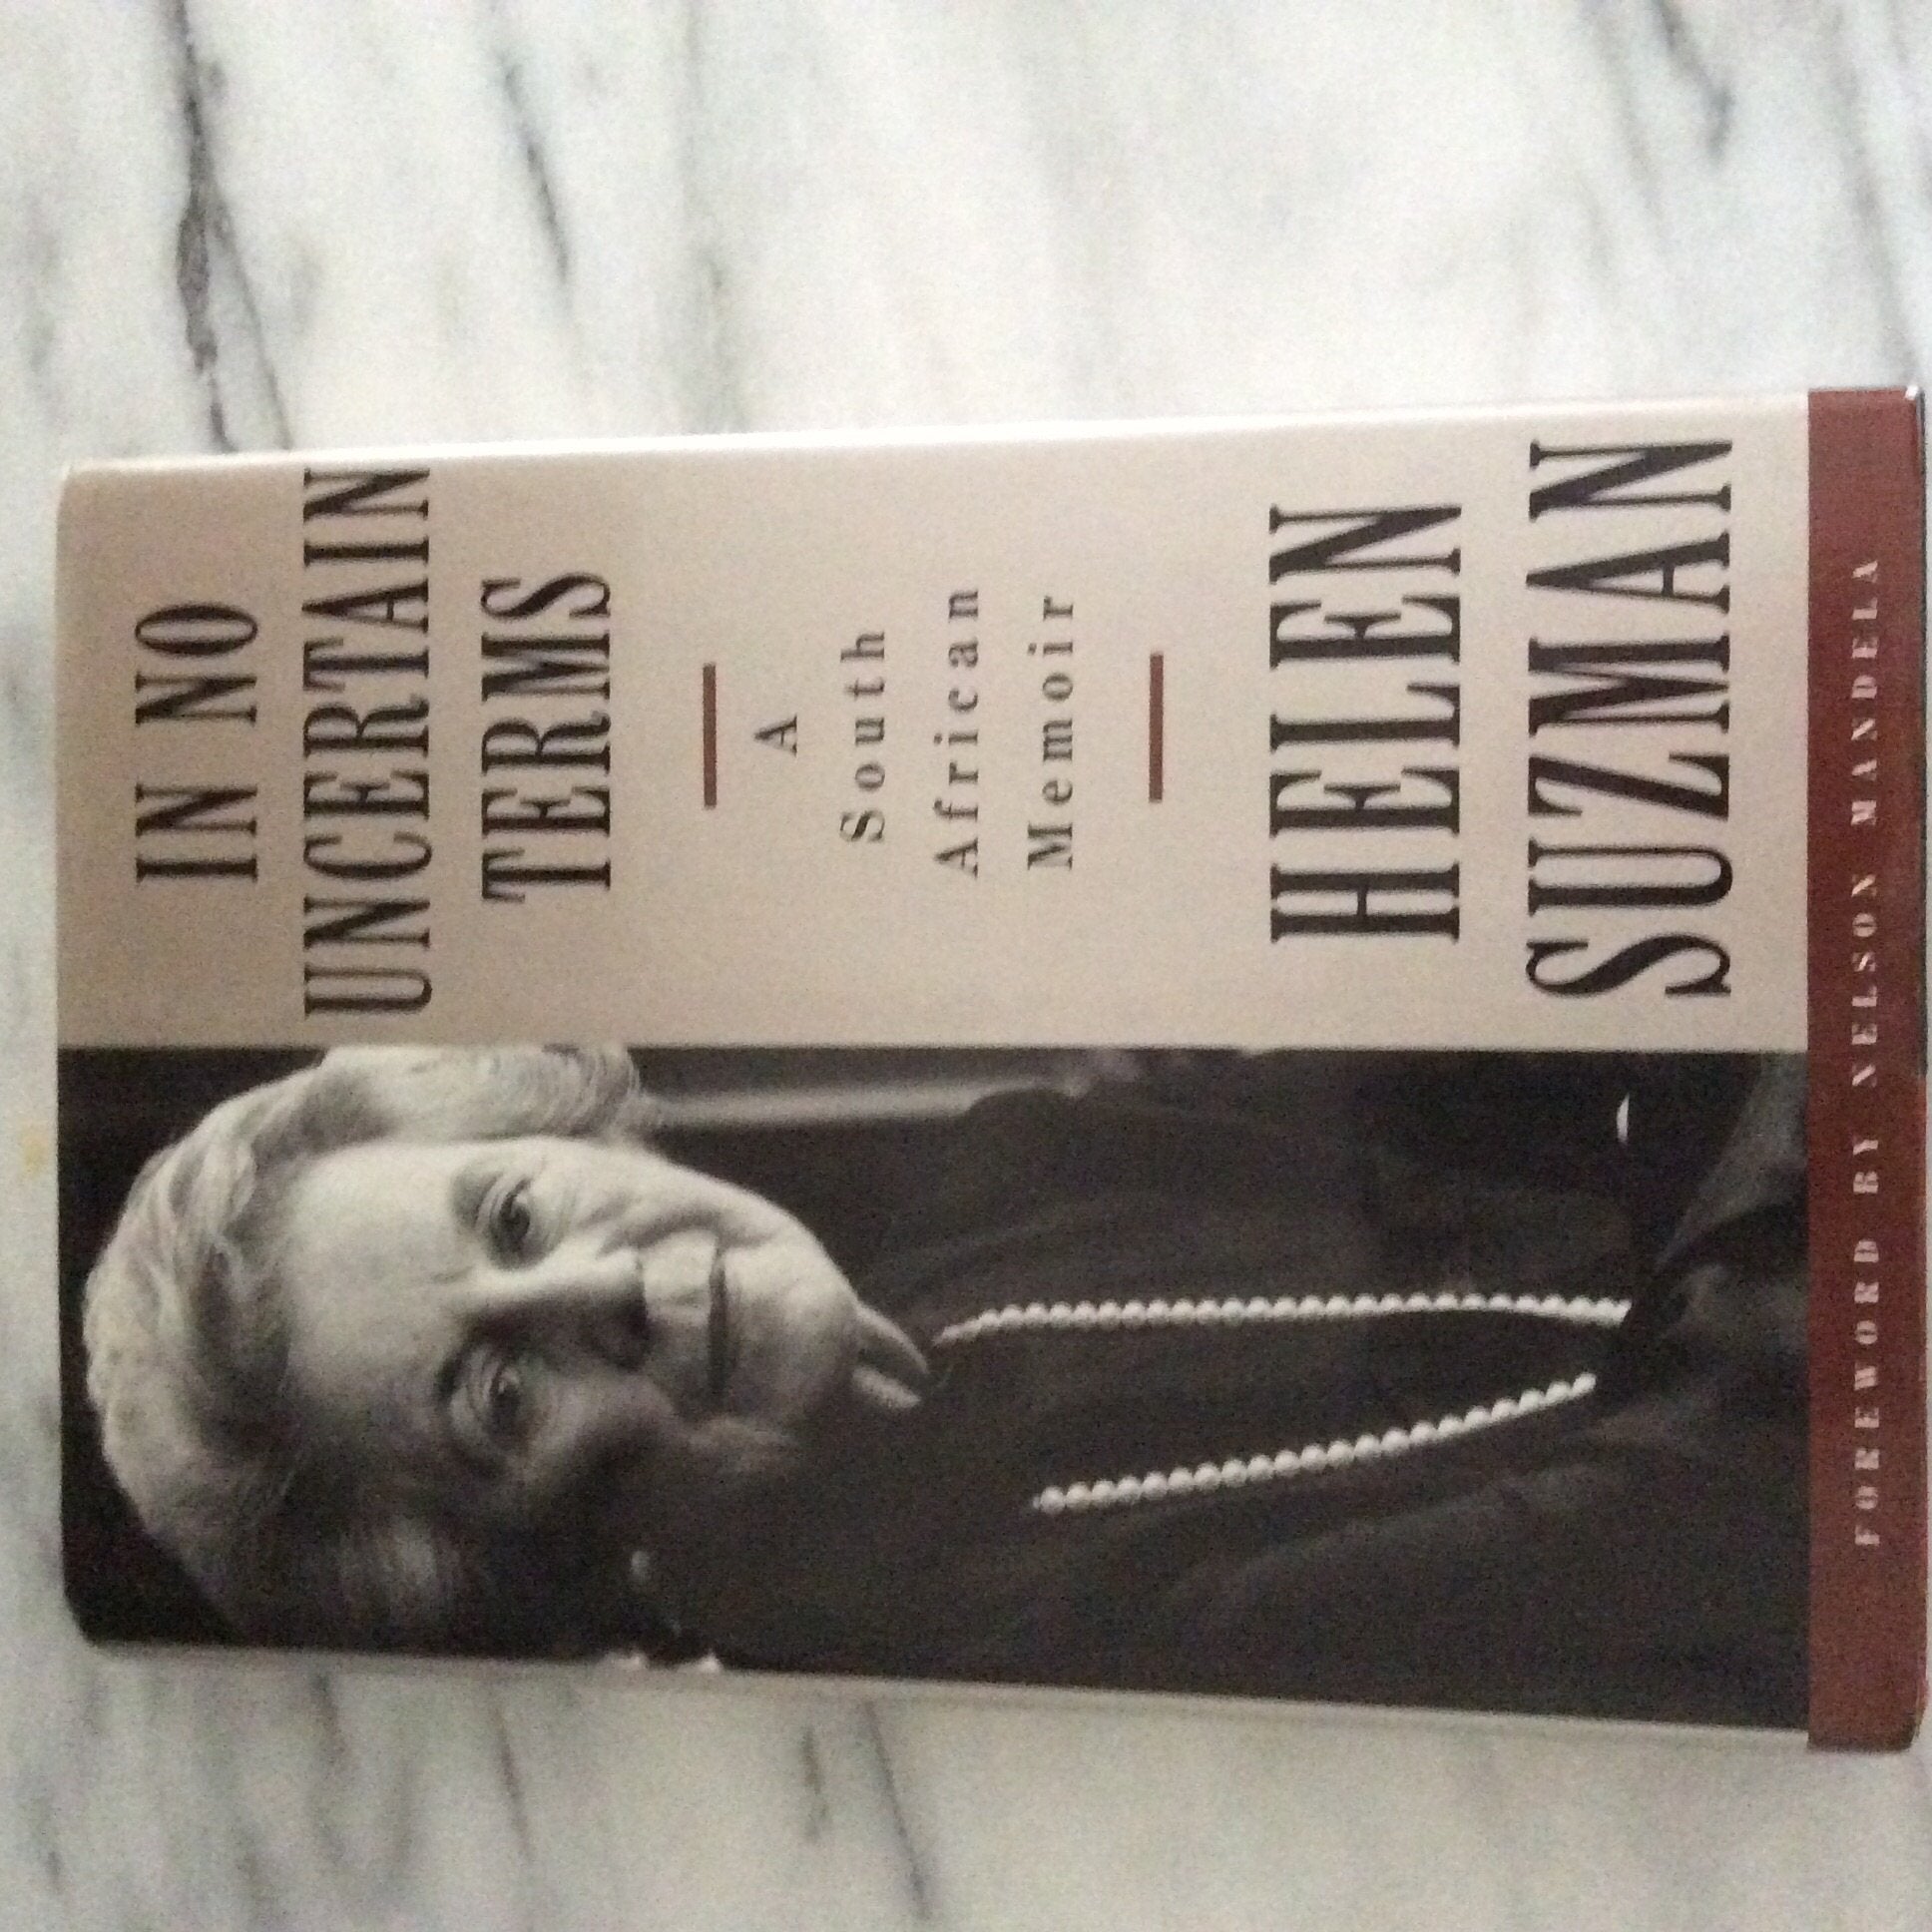 IN NO
UNCERTAIN
TERMS
A
South
African
Memoir
HELEN
SUZMAN
FOREWORD BY NELSON MANDELA